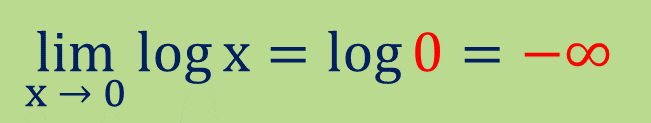 lim log x = log 0 = −∞
x → 0